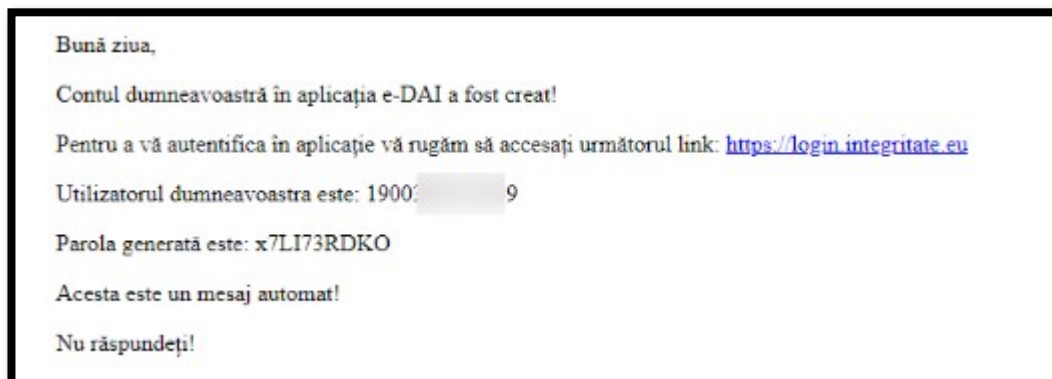 Bună ziua,
Contul dumneavoastră în aplicația e-DAI a fost creat!
Pentru a vă autentifica în aplicație vă rugăm să accesați următorul link: https://login.integritate.eu
Utilizatorul dumneavoastra este: 1900 9
Parola generată este: x7LI73RDKO
Acesta este un mesaj automat!
Nu răspundeți!